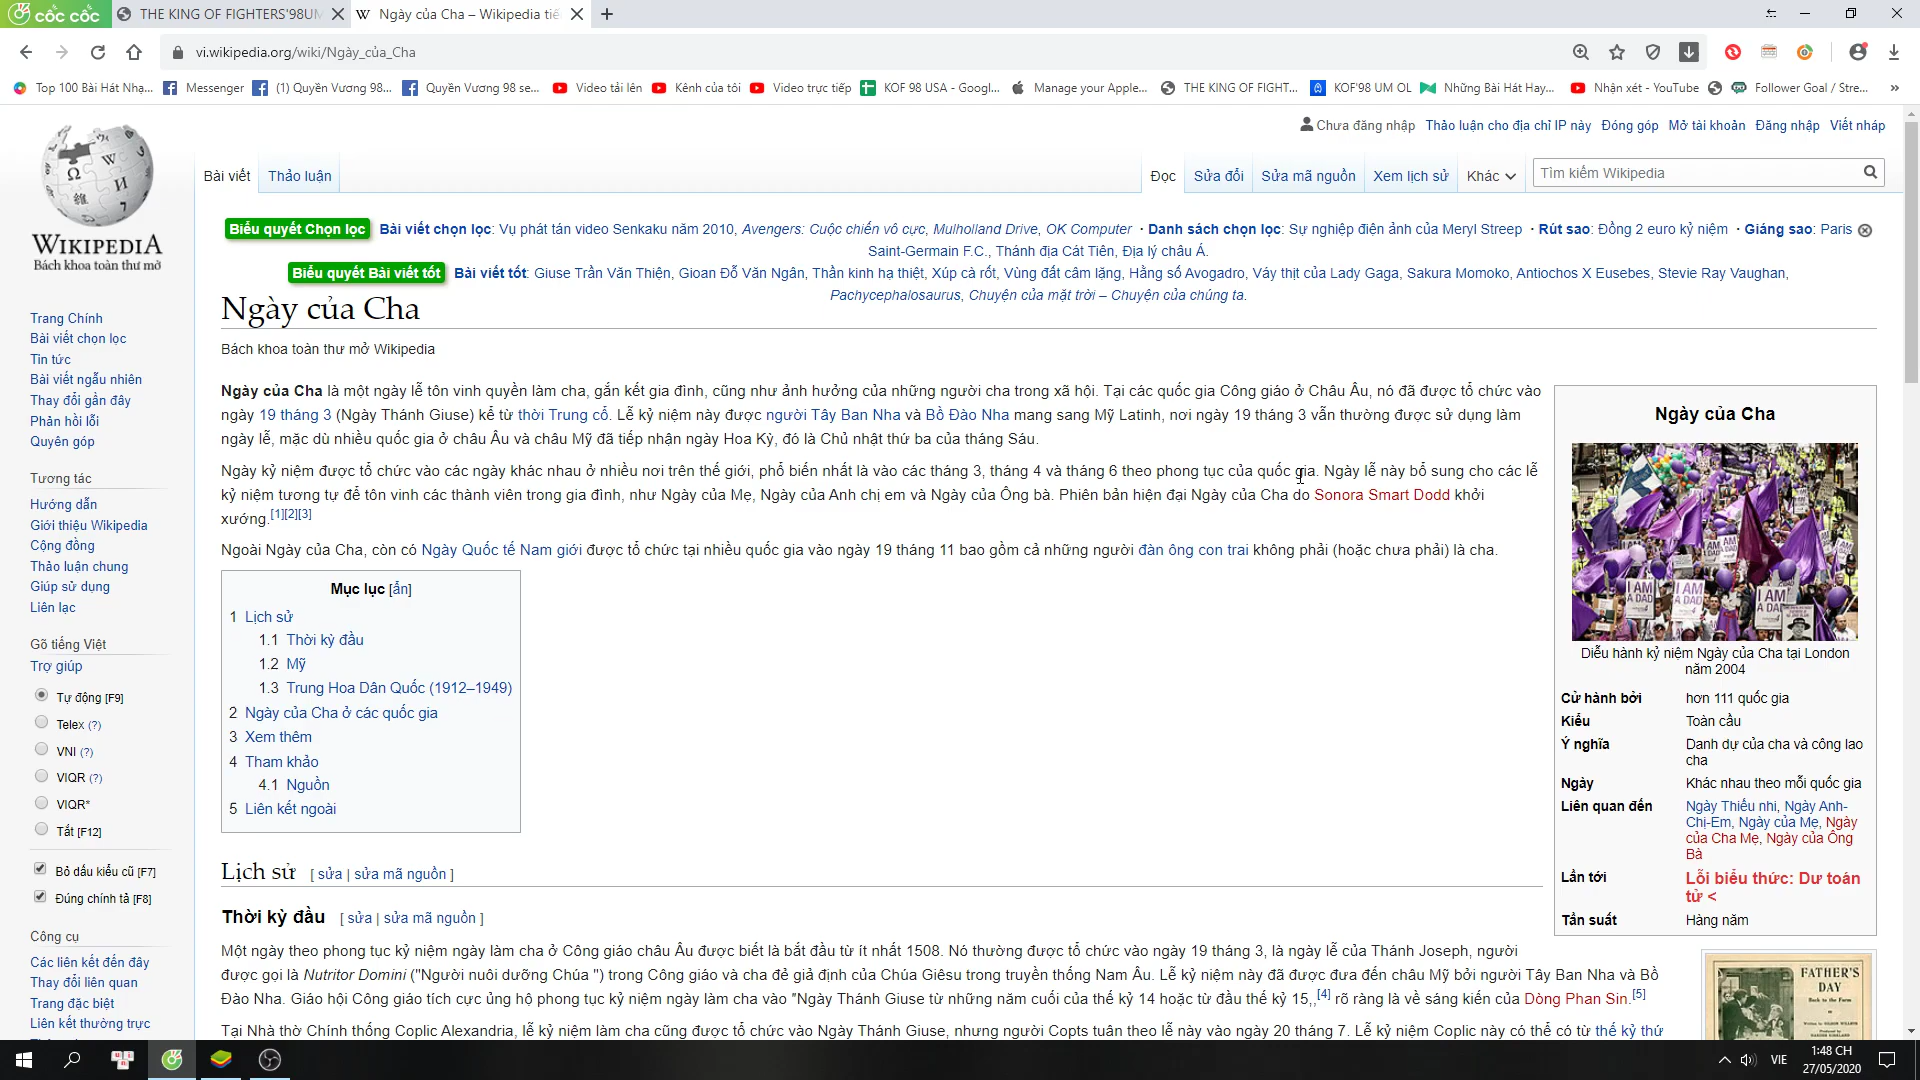 cốc cốc
THE KING OF FIGHTERS'98UM
Ngày của Cha – Wikipedia tiế
vi.wikipedia.org/wiki/Ngày_của_Cha
Top 100 Bài Hát Nhạ...
Messenger
(1) Quyền Vương 98...
Quyền Vương 98 se...
Video tải lên
Kênh của tôi
Video trực tiếp
KOF 98 USA - Googl...
Manage your Apple...
THE KING OF FIGHT...
KOF'98 UM OL
Những Bài Hát Hay...
Nhận xét - YouTube
Follower Goal / Stre...
»
Chưa đăng nhập
Thảo luận cho địa chỉ IP này
Đóng góp
Mở tài khoản
Đăng nhập
Viết nháp
WIKIPEDIA
Bách khoa toàn thư mở
Bài viết
Thảo luận
Đọc
Sửa đổi
Sửa mã nguồn
Xem lịch sử
Khác
Tìm kiếm Wikipedia
Biểu quyết Chọn lọc Bài viết chọn lọc: Vụ phát tán video Senkaku năm 2010, Avengers: Cuộc chiến vô cực, Mulholland Drive, OK Computer · Danh sách chọn lọc: Sự nghiệp điện ảnh của Meryl Streep · Rút sao: Đồng 2 euro kỷ niệm · Giáng sao: Paris
Saint-Germain F.C., Thánh địa Cát Tiên, Địa lý châu Á.
Biểu quyết Bài viết tốt Bài viết tốt: Giuse Trần Văn Thiện, Gioan Đỗ Văn Ngân, Thần kinh hạ thiệt, Xúp cà rốt, Vùng đất câm lặng, Hằng số Avogadro, Váy thịt của Lady Gaga, Sakura Momoko, Antiochos X Eusebes, Stevie Ray Vaughan,
Pachycephalosaurus, Chuyện của mặt trời – Chuyện của chúng ta.
Ngày của Cha
Bách khoa toàn thư mở Wikipedia
Ngày của Cha là một ngày lễ tôn vinh quyền làm cha, gắn kết gia đình, cũng như ảnh hưởng của những người cha trong xã hội. Tại các quốc gia Công giáo ở Châu Âu, nó đã được tổ chức vào
ngày 19 tháng 3 (Ngày Thánh Giuse) kể từ thời Trung cổ. Lễ kỷ niệm này được người Tây Ban Nha và Bồ Đào Nha mang sang Mỹ Latinh, nơi ngày 19 tháng 3 vẫn thường được sử dụng làm
ngày lễ, mặc dù nhiều quốc gia ở châu Âu và châu Mỹ đã tiếp nhận ngày Hoa Kỳ, đó là Chủ nhật thứ ba của tháng Sáu.
Ngày kỷ niệm được tổ chức vào các ngày khác nhau ở nhiều nơi trên thế giới, phổ biến nhất là vào các tháng 3, tháng 4 và tháng 6 theo phong tục của quốc gia. Ngày lễ này bổ sung cho các lễ
kỷ niệm tương tự để tôn vinh các thành viên trong gia đình, như Ngày của Mẹ, Ngày của Anh chị em và Ngày của Ông bà. Phiên bản hiện đại Ngày của Cha do Sonora Smart Dodd khởi
xướng.[1][2][3]
Ngoài Ngày của Cha, còn có Ngày Quốc tế Nam giới được tổ chức tại nhiều quốc gia vào ngày 19 tháng 11 bao gồm cả những người đàn ông con trai không phải (hoặc chưa phải) là cha.
Mục lục [ẩn]
1 Lịch sử
1.1 Thời kỳ đầu
1.2 Mỹ
1.3 Trung Hoa Dân Quốc (1912–1949)
2 Ngày của Cha ở các quốc gia
3 Xem thêm
4 Tham khảo
4.1 Nguồn
5 Liên kết ngoài
Lịch sử [ sửa | sửa mã nguồn ]
Thời kỳ đầu [ sửa | sửa mã nguồn ]
Một ngày theo phong tục kỷ niệm ngày làm cha ở Công giáo châu Âu được biết là bắt đầu từ ít nhất 1508. Nó thường được tổ chức vào ngày 19 tháng 3, là ngày lễ của Thánh Joseph, người
được gọi là Nutritor Domini ("Người nuôi dưỡng Chúa ") trong Công giáo và cha đẻ giả định của Chúa Giêsu trong truyền thống Nam Âu. Lễ kỷ niệm này đã được đưa đến châu Mỹ bởi người Tây Ban Nha và Bồ
Đào Nha. Giáo hội Công giáo tích cực ủng hộ phong tục kỷ niệm ngày làm cha vào "Ngày Thánh Giuse từ những năm cuối của thế kỷ 14 hoặc từ đầu thế kỷ 15,,[4] rõ ràng là về sáng kiến của Dòng Phan Sin.[5]
Tại Nhà thờ Chính thống Coplic Alexandria, lễ kỷ niệm làm cha cũng được tổ chức vào Ngày Thánh Giuse, nhưng người Copts tuân theo lễ này vào ngày 20 tháng 7. Lễ kỷ niệm Coplic này có thể có từ thế kỷ thứ
Ngày của Cha
I AM A DAD
I AM A DAD
I AM A DAD
Diễu hành kỷ niệm Ngày của Cha tại London
năm 2004
Cử hành bởi hơn 111 quốc gia
Kiểu Toàn cầu
Ý nghĩa Danh dự của cha và công lao
cha
Ngày Khác nhau theo mỗi quốc gia
Liên quan đến Ngày Thiếu nhi, Ngày Anh-
Chị-Em, Ngày của Mẹ, Ngày
của Cha Mẹ, Ngày của Ông
Bà
Lần tới Lỗi biểu thức: Dư toán
tử <
Tần suất Hàng năm
FATHER'S
DAY
Back to the Farm
Trang Chính
Bài viết chọn lọc
Tin tức
Bài viết ngẫu nhiên
Thay đổi gần đây
Phản hồi lỗi
Quyên góp
Tương tác
Hướng dẫn
Giới thiệu Wikipedia
Cộng đồng
Thảo luận chung
Giúp sử dụng
Liên lạc
Gõ tiếng Việt
Trợ giúp
Tự động [F9]
Telex (?)
VNI (?)
VIQR (?)
VIQR*
Tắt [F12]
Bỏ dấu kiểu cũ [F7]
Đúng chính tả [F8]
Công cụ
Các liên kết đến đây
Thay đổi liên quan
Trang đặc biệt
Liên kết thường trực
VIE
1:48 CH
27/05/2020